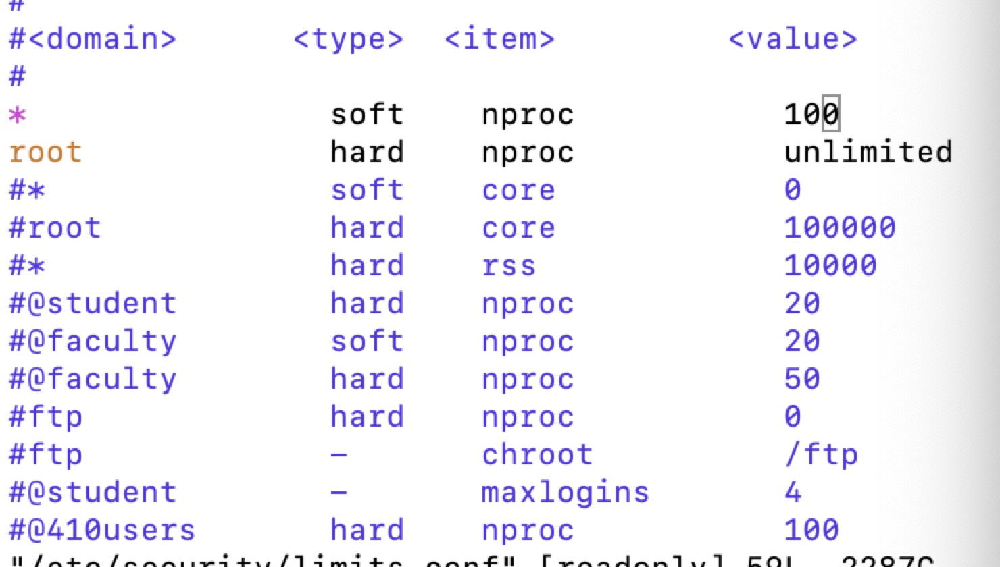 #
#<domain> <type> <item> <value>
#
* soft nproc 100
root hard nproc unlimited
#* soft core 0
#root hard core 100000
#* hard rss 10000
#@student hard nproc 20
#@faculty soft nproc 20
#@faculty hard nproc 50
#ftp hard nproc 0
#ftp - chroot /ftp
#@student - maxlogins 4
#@410users hard nproc 100
"/etc/security/limits.conf" [readonly] 59L, 2287C